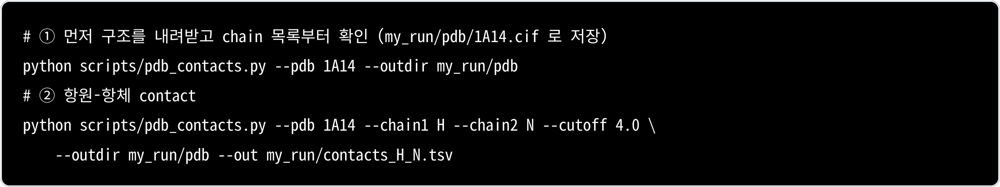 # ① 먼저 구조를 내려받고 chain 목록부터 확인 (my_run/pdb/1A14.cif 로 저장)
python scripts/pdb_contacts.py --pdb 1A14 --outdir my_run/pdb
# ② 항원-항체 contact
python scripts/pdb_contacts.py --pdb 1A14 --chain1 H --chain2 N --cutoff 4.0 \
    --outdir my_run/pdb --out my_run/contacts_H_N.tsv